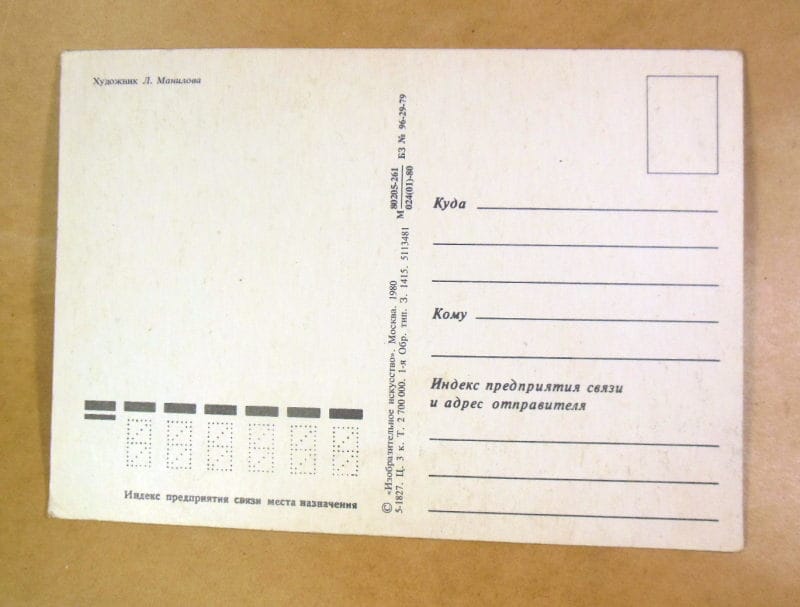 Художник Л. Манилова
© «Изобразительное искусство». Москва. 1980
5-1827. Ц. 3 к. Т. 2 700 000. 1-я Обр. тип. З. 1415. 5113481 М 80205-261
024(01)-80 БЗ № 96-29-79
Куда
Кому
Индекс предприятия связи
и адрес отправителя
Индекс предприятия связи места назначения